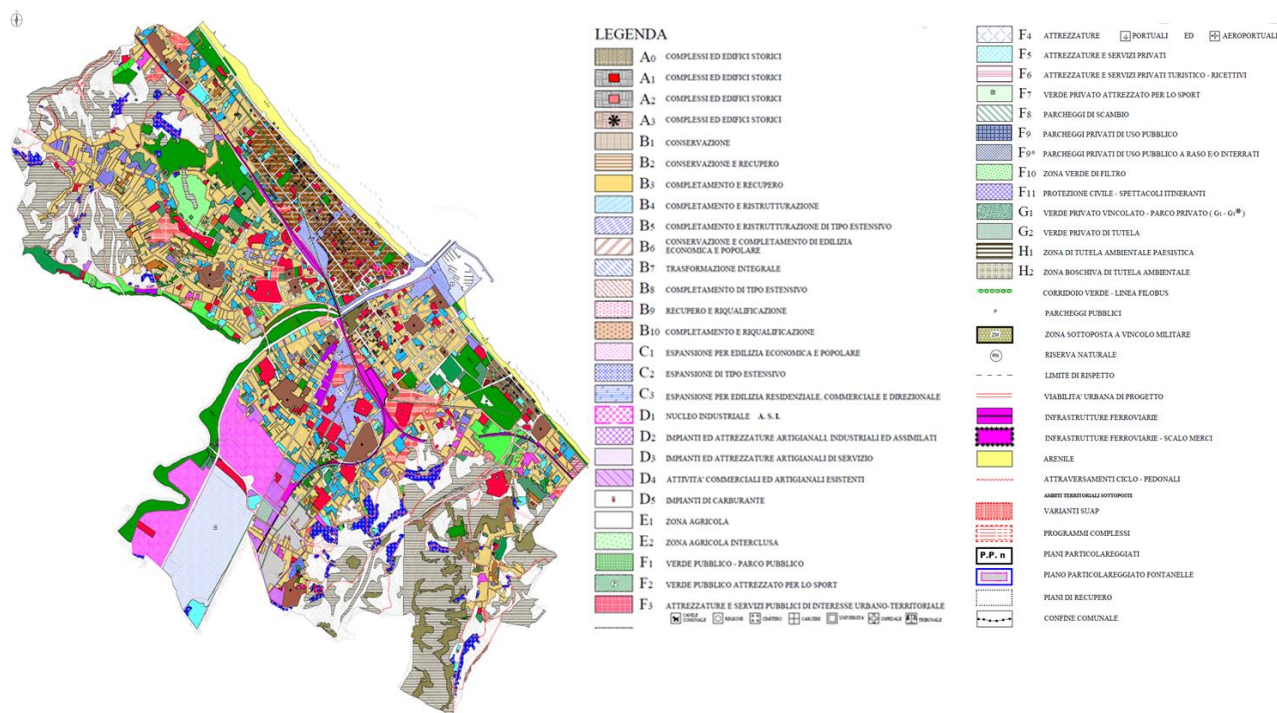 LEGENDA
A0 COMPLESSI ED EDIFICI STORICI
A1 COMPLESSI ED EDIFICI STORICI
A2 COMPLESSI ED EDIFICI STORICI
A3 COMPLESSI ED EDIFICI STORICI
B1 CONSERVAZIONE
B2 CONSERVAZIONE E RECUPERO
B3 COMPLETAMENTO E RECUPERO
B4 COMPLETAMENTO E RISTRUTTURAZIONE
B5 COMPLETAMENTO E RISTRUTTURAZIONE DI TIPO ESTENSIVO
B6 CONSERVAZIONE E COMPLETAMENTO DI EDILIZIA
ECONOMICA E POPOLARE
B7 TRASFORMAZIONE INTEGRALE
B8 COMPLETAMENTO DI TIPO ESTENSIVO
B9 RECUPERO E RIQUALIFICAZIONE
B10 COMPLETAMENTO E RIQUALIFICAZIONE
C1 ESPANSIONE PER EDILIZIA ECONOMICA E POPOLARE
C2 ESPANSIONE DI TIPO ESTENSIVO
C3 ESPANSIONE PER EDILIZIA RESIDENZIALE, COMMERCIALE E DIREZIONALE
D1 NUCLEO INDUSTRIALE A. S. I.
D2 IMPIANTI ED ATTREZZATURE ARTIGIANALI, INDUSTRIALI ED ASSIMILATI
D3 IMPIANTI ED ATTREZZATURE ARTIGIANALI DI SERVIZIO
D4 ATTIVITA' COMMERCIALI ED ARTIGIANALI ESISTENTI
D5 IMPIANTI DI CARBURANTE
E1 ZONA AGRICOLA
E2 ZONA AGRICOLA INTERCLUSA
F1 VERDE PUBBLICO - PARCO PUBBLICO
F2 VERDE PUBBLICO ATTREZZATO PER LO SPORT
F3 ATTREZZATURE E SERVIZI PUBBLICI DI INTERESSE URBANO-TERRITORIALE
CANILE COMUNALE REGIONE CIMITERO CARCERE UNIVERSITA' OSPEDALE TRIBUNALE
F4 ATTREZZATURE PORTUALI ED AEROPORTUALI
F5 ATTREZZATURE E SERVIZI PRIVATI
F6 ATTREZZATURE E SERVIZI PRIVATI TURISTICO - RICETTIVI
F7 VERDE PRIVATO ATTREZZATO PER LO SPORT
F8 PARCHEGGI DI SCAMBIO
F9 PARCHEGGI PRIVATI DI USO PUBBLICO
F9* PARCHEGGI PRIVATI DI USO PUBBLICO A RASO E/O INTERRATI
F10 ZONA VERDE DI FILTRO
F11 PROTEZIONE CIVILE - SPETTACOLI ITINERANTI
G1 VERDE PRIVATO VINCOLATO - PARCO PRIVATO ( G1 - G1* )
G2 VERDE PRIVATO DI TUTELA
H1 ZONA DI TUTELA AMBIENTALE PAESISTICA
H2 ZONA BOSCHIVA DI TUTELA AMBIENTALE
CORRIDOIO VERDE - LINEA FILOBUS
P PARCHEGGI PUBBLICI
ZM ZONA SOTTOPOSTA A VINCOLO MILITARE
RN RISERVA NATURALE
LIMITE DI RISPETTO
VIABILITA' URBANA DI PROGETTO
INFRASTRUTTURE FERROVIARIE
INFRASTRUTTURE FERROVIARIE - SCALO MERCI
ARENILE
ATTRAVERSAMENTI CICLO - PEDONALI
AMBITI TERRITORIALI SOTTOPOSTI:
VARIANTI SUAP
PROGRAMMI COMPLESSI
P.P. n PIANI PARTICOLAREGGIATI
PIANO PARTICOLAREGGIATO FONTANELLE
PIANI DI RECUPERO
CONFINE COMUNALE